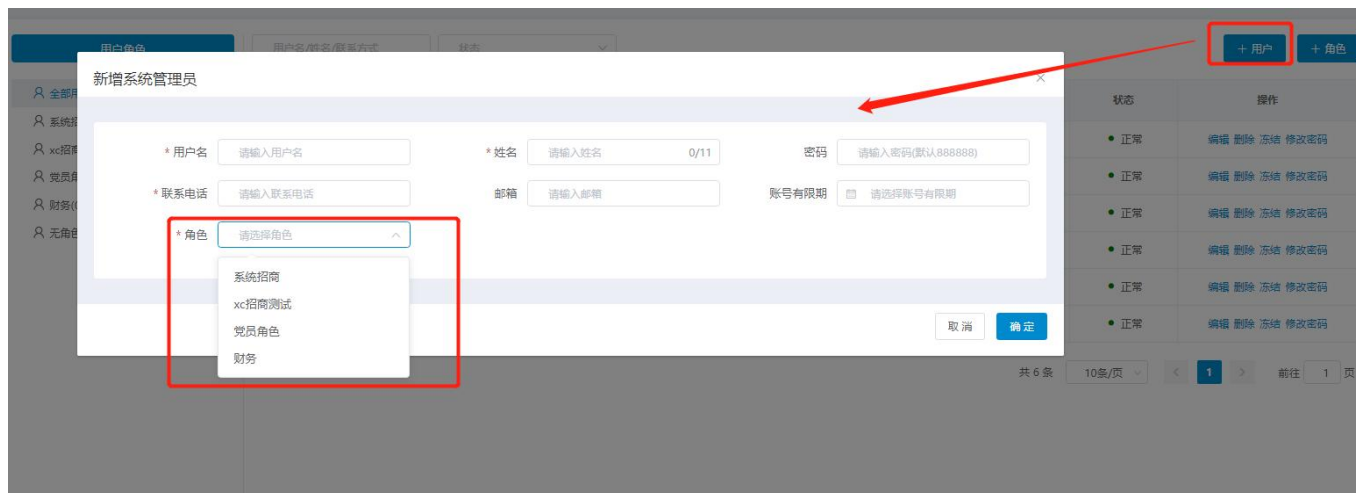 用户角色
用户名/姓名/联系方式
状态
+ 用户
+ 角色
新增系统管理员
全部用
系统招
xc招商
党员角
财务(
无角色
状态
操作
* 用户名
请输入用户名
* 姓名
请输入姓名
0/11
密码
请输入密码(默认888888)
* 联系电话
请输入联系电话
邮箱
请输入邮箱
账号有限期
请选择账号有限期
* 角色
请选择角色
系统招商
xc招商测试
党员角色
财务
取消
确定
正常
编辑 删除 冻结 修改密码
正常
编辑 删除 冻结 修改密码
正常
编辑 删除 冻结 修改密码
正常
编辑 删除 冻结 修改密码
正常
编辑 删除 冻结 修改密码
正常
编辑 删除 冻结 修改密码
共 6 条
10条/页
1
前往
1
页